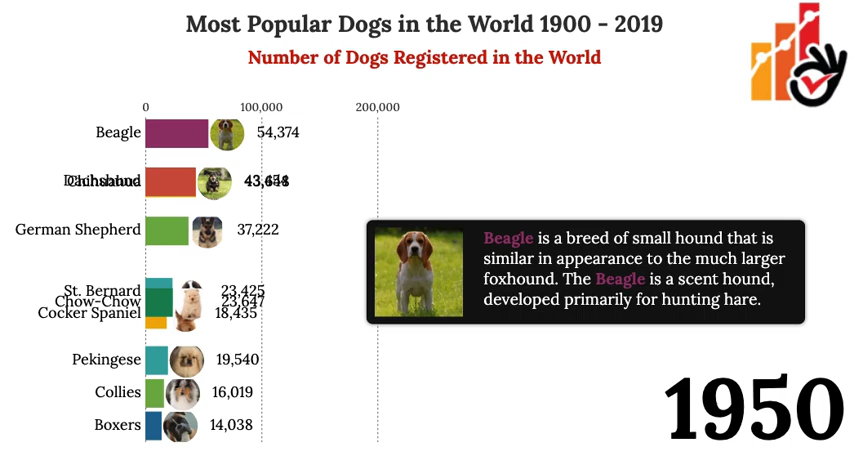 Most Popular Dogs in the World 1900 - 2019
Number of Dogs Registered in the World
0 100,000 200,000
Beagle 54,374
German Shepherd 37,222
St. Bernard 23,425
Chow-Chow 23,647
Cocker Spaniel 18,435
Pekingese 19,540
Collies 16,019
Boxers 14,038
Beagle is a breed of small hound that is
similar in appearance to the much larger
foxhound. The Beagle is a scent hound,
developed primarily for hunting hare.
1950